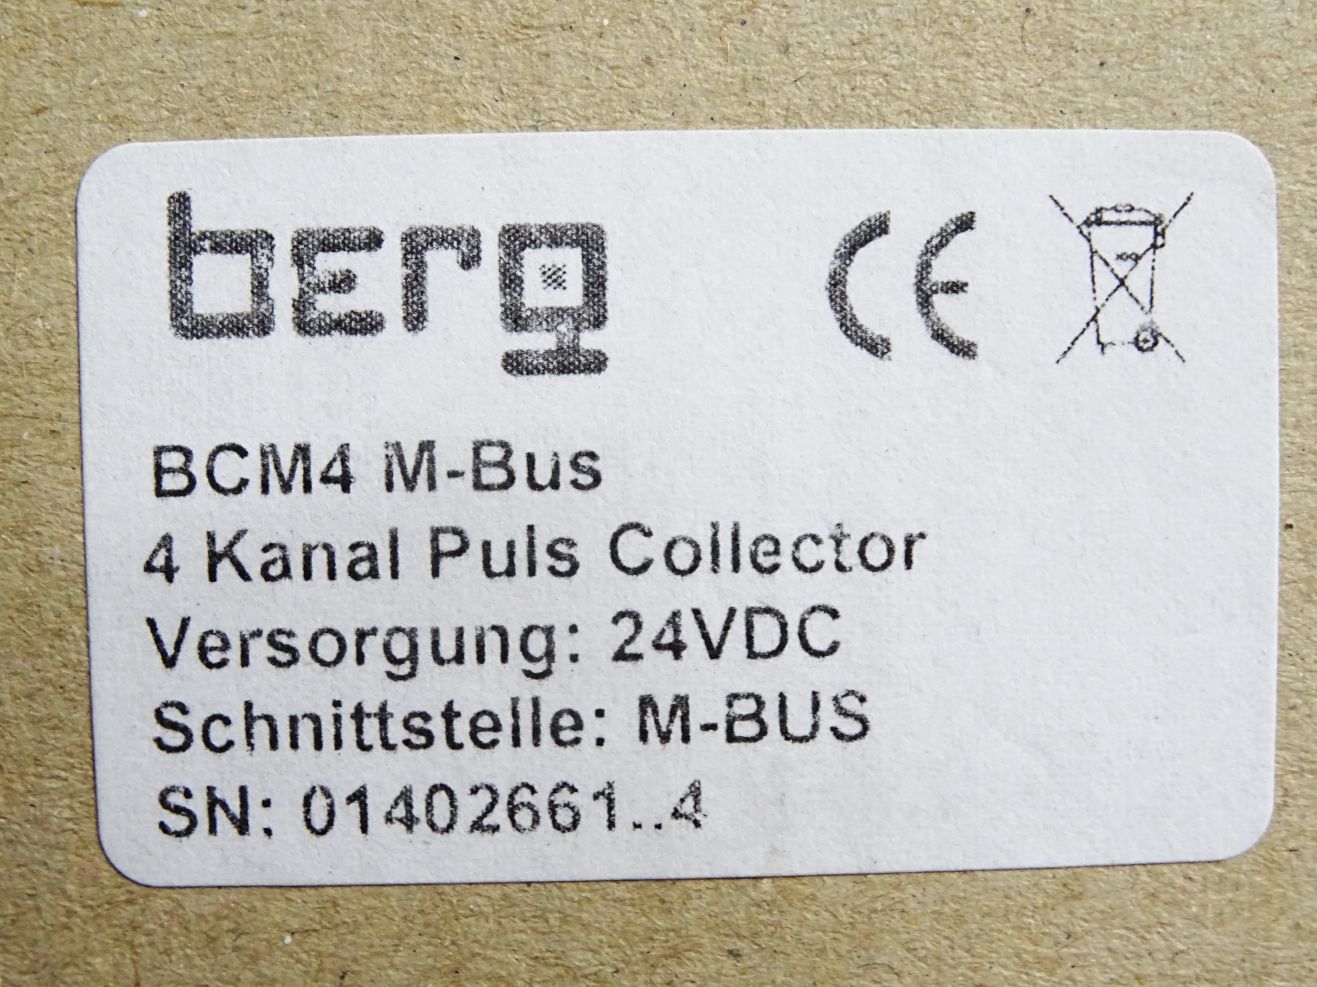 berg
CE
BCM4 M-Bus
4 Kanal Puls Collector
Versorgung: 24VDC
Schnittstelle: M-BUS
SN: 01402661..4